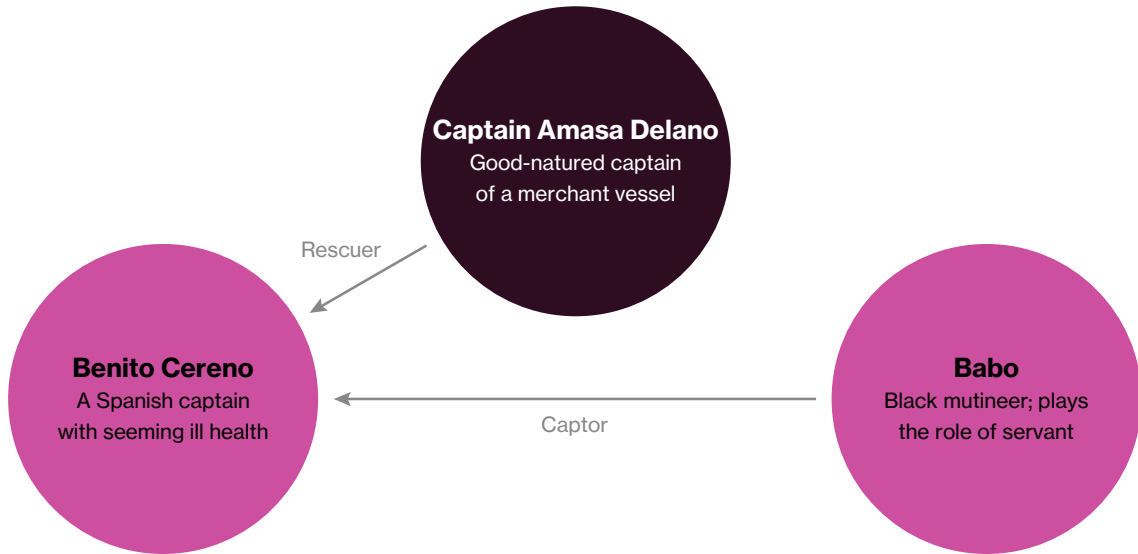 Captain Amasa Delano
Good-natured captain
of a merchant vessel
Rescuer
Benito Cereno
A Spanish captain
with seeming ill health
Captor
Babo
Black mutineer; plays
the role of servant